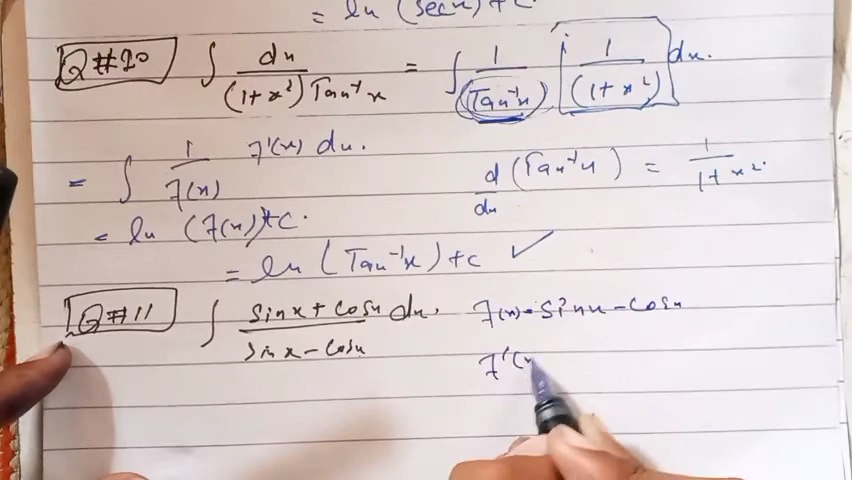 = ln (secx) + c
Q #10 ∫ dx / (1+x²) Tan⁻¹x = ∫ 1 / (Tan⁻¹x) · 1 / (1+x²) dx.
= ∫ 1 / f(x) f'(x) dx. d/dx (Tan⁻¹x) = 1 / 1+x².
= ln (f(x)) + c.
= ln (Tan⁻¹x) + c ✓
Q #11 ∫ sinx + cosx / sinx - cosx dx. f(x) = sinx - cosx
f'(x